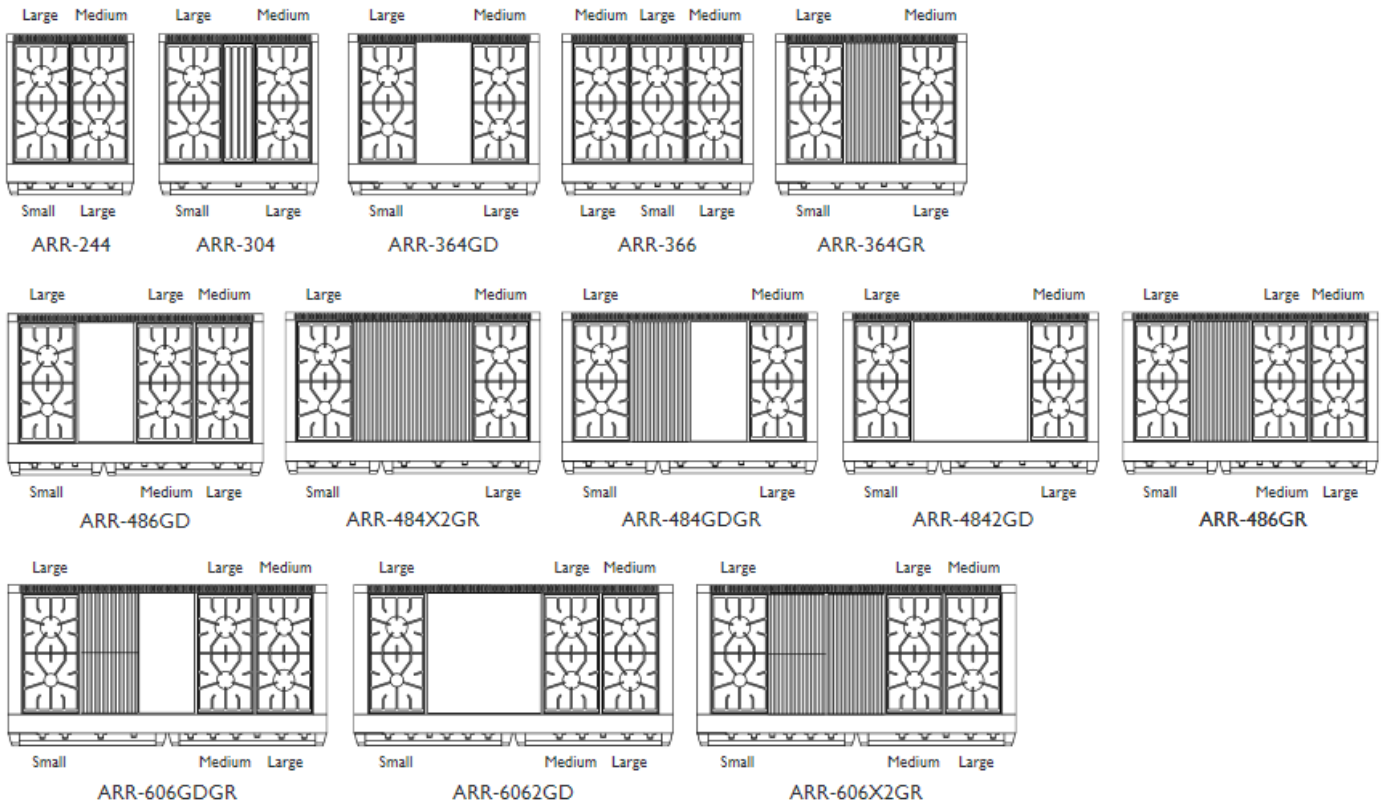 Large Medium Large Medium Large Medium Medium Large Medium Large Medium
Small Large Small Large Small Large Large Small Large Small Large
ARR-244 ARR-304 ARR-364GD ARR-366 ARR-364GR
Large Large Medium Large Medium Large Medium Large Medium Large Large Medium
Small Medium Large Small Large Small Large Small Large Small Medium Large
ARR-486GD ARR-484X2GR ARR-484GDGR ARR-4842GD ARR-486GR
Large Large Medium Large Large Medium Large Large Medium
Small Medium Large Small Medium Large Small Medium Large
ARR-606GDGR ARR-6062GD ARR-606X2GR